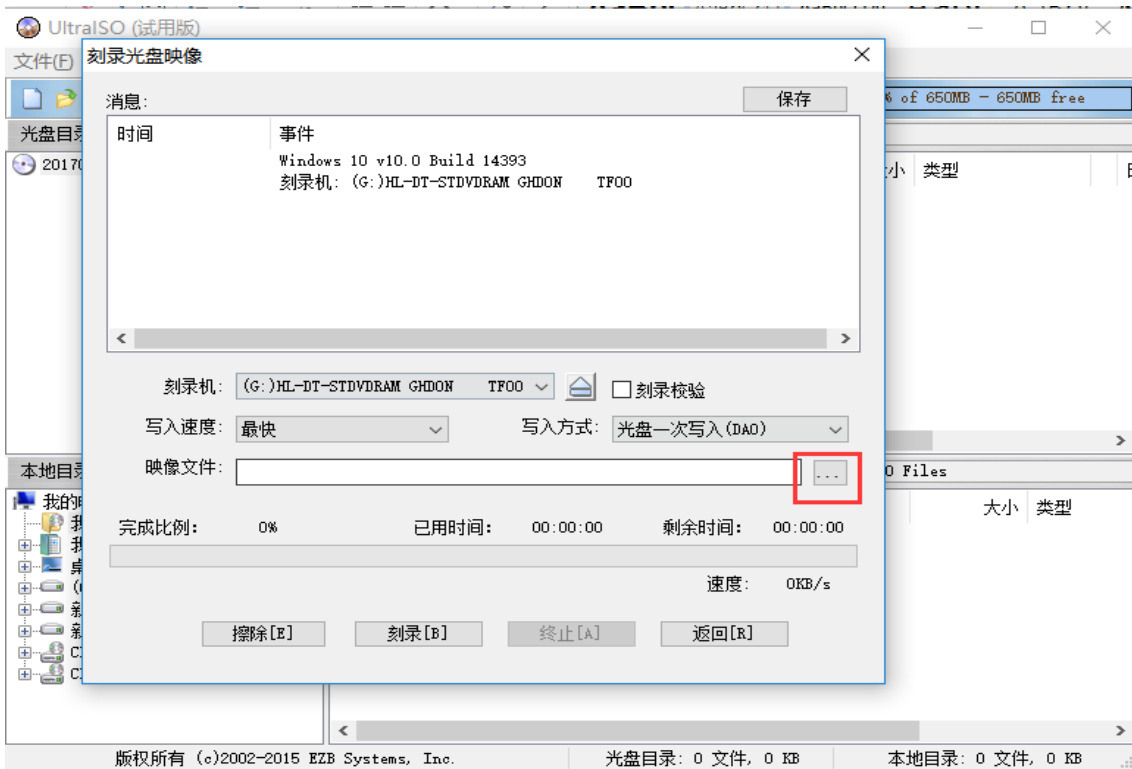 UltraISO (试用版)
文件(F)
刻录光盘映像
消息:
保存
% of 650MB - 650MB free
光盘目录
时间 事件
Windows 10 v10.0 Build 14393
刻录机: (G:)HL-DT-STDVDRAM GHDON TF00
20170
小 类型
刻录机: (G:)HL-DT-STDVDRAM GHDON TF00 刻录校验
写入速度: 最快 写入方式: 光盘一次写入(DAO)
映像文件: ...
本地目录
0 Files
我的
大小 类型
完成比例: 0% 已用时间: 00:00:00 剩余时间: 00:00:00
我
我
桌
(
新
新
C
C
速度: 0KB/s
擦除[E] 刻录[B] 终止[A] 返回[R]
版权所有 (c)2002-2015 EZB Systems, Inc. 光盘目录: 0 文件, 0 KB 本地目录: 0 文件, 0 KB